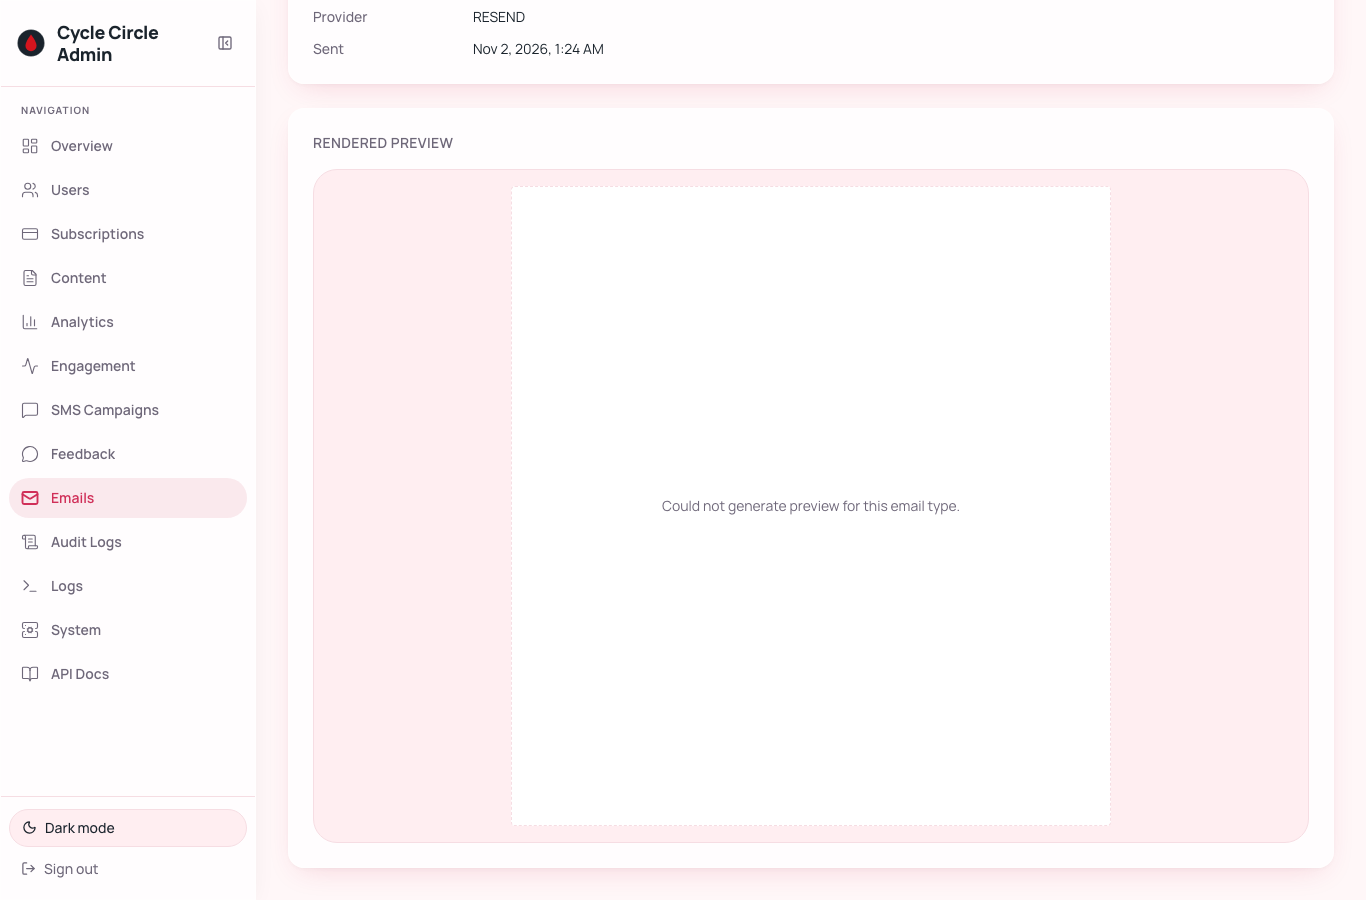 Cycle Circle
Admin
NAVIGATION
Overview
Users
Subscriptions
Content
Analytics
Engagement
SMS Campaigns
Feedback
Emails
Audit Logs
Logs
System
API Docs
Dark mode
Sign out
Provider RESEND
Sent Nov 2, 2026, 1:24 AM
RENDERED PREVIEW
Could not generate preview for this email type.